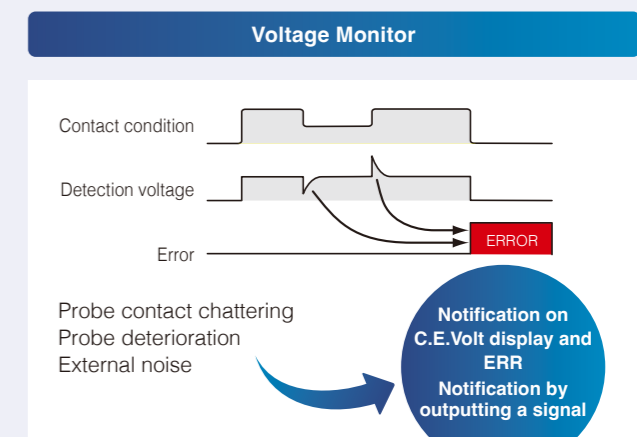 Voltage Monitor
Contact condition
Detection voltage
Error
ERROR
Probe contact chattering
Probe deterioration
External noise
Notification on
C.E.Volt display and
ERR
Notification by
outputting a signal